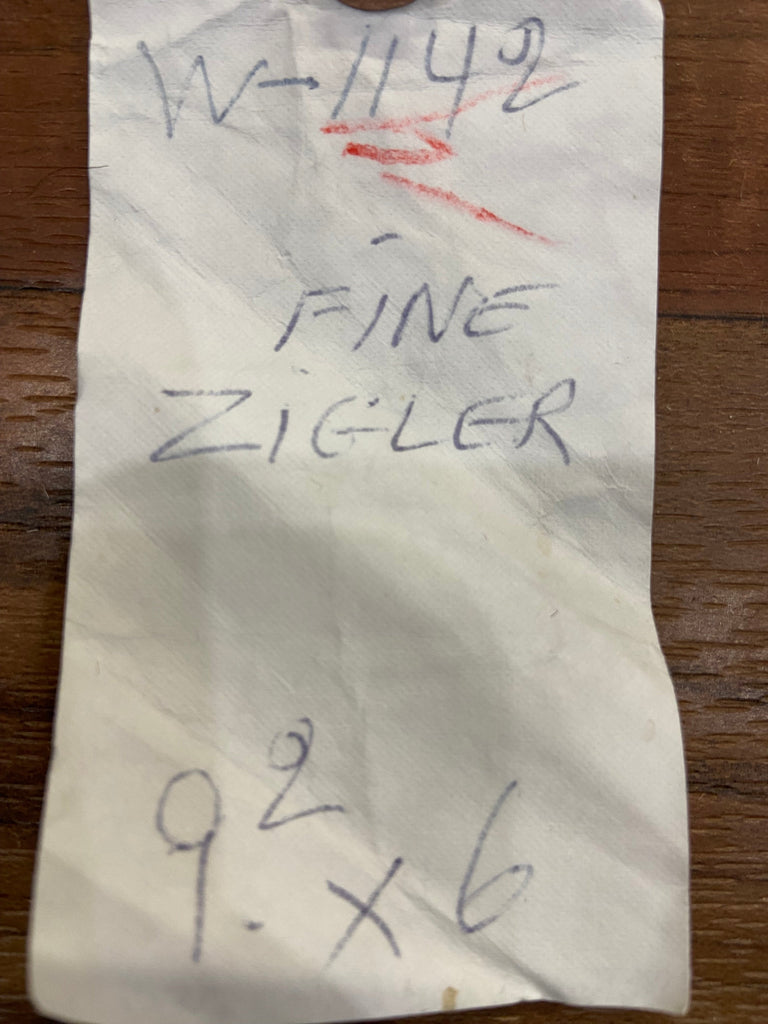 W-1142
FINE
ZIGLER
9.² x 6